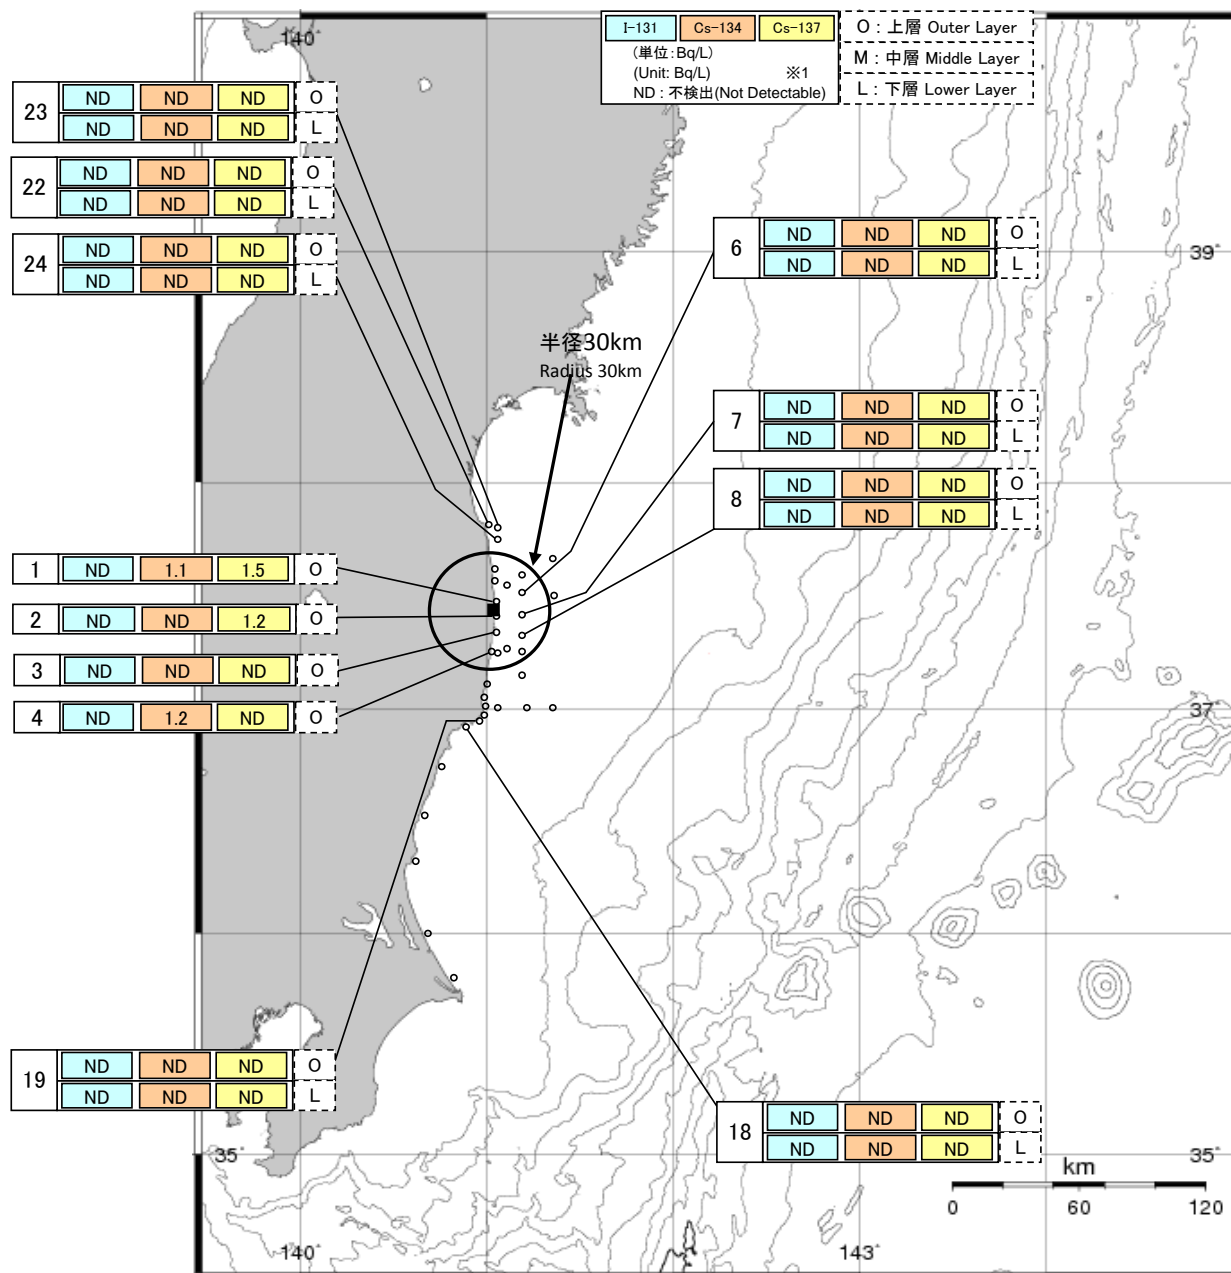 140°
I-131 Cs-134 Cs-137
(単位:Bq/L)
(Unit: Bq/L) ※1
ND : 不検出(Not Detectable)
O : 上層 Outer Layer
M : 中層 Middle Layer
L : 下層 Lower Layer
23
ND ND ND O
ND ND ND L
22
ND ND ND O
ND ND ND L
24
ND ND ND O
ND ND ND L
6
ND ND ND O
ND ND ND L
39°
半径30km
Radius 30km
7
ND ND ND O
ND ND ND L
8
ND ND ND O
ND ND ND L
1 ND 1.1 1.5 O
2 ND ND 1.2 O
3 ND ND ND O
4 ND 1.2 ND O
37°
19
ND ND ND O
ND ND ND L
18
ND ND ND O
ND ND ND L
35°
35°
km
0 60 120
140°
143°